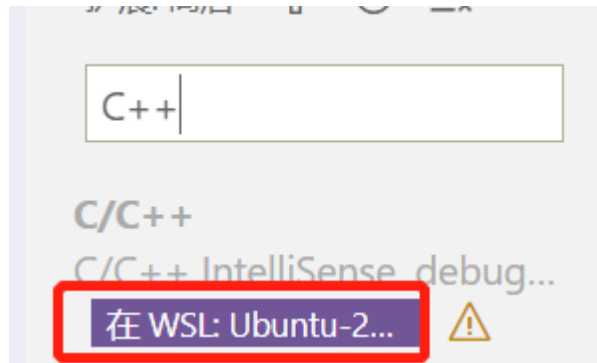 C++
C/C++
C/C++ IntelliSense, debug...
在 WSL: Ubuntu-2...